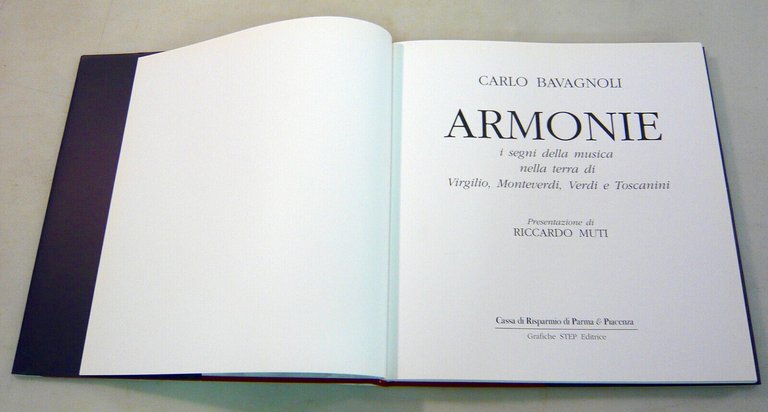 CARLO BAVAGNOLI
ARMONIE
i segni della musica
nella terra di
Virgilio, Monteverdi, Verdi e Toscanini
Presentazione di
RICCARDO MUTI
Cassa di Risparmio di Parma & Piacenza
Grafiche STEP Editrice